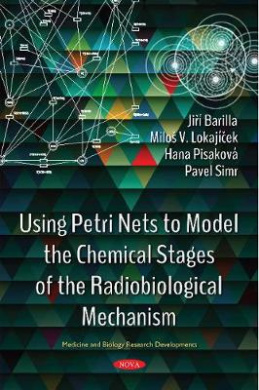 Jiří Barilla
Miloš V. Lokajíček
Hana Pisaková
Pavel Simr
Using Petri Nets to Model
the Chemical Stages
of the Radiobiological
Mechanism
Medicine and Biology Research Developments
NOVA